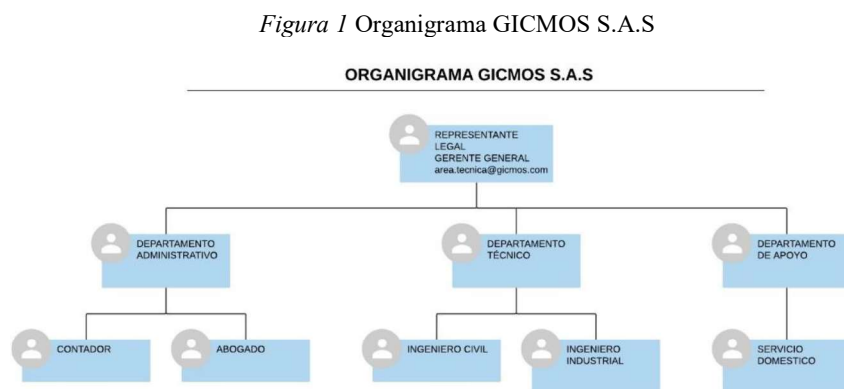 Figura 1 Organigrama GICMOS S.A.S
ORGANIGRAMA GICMOS S.A.S
REPRESENTANTE
LEGAL
GERENTE GENERAL
area.tecnica@gicmos.com
DEPARTAMENTO
ADMINISTRATIVO
DEPARTAMENTO
TÉCNICO
DEPARTAMENTO
DE APOYO
CONTADOR
ABOGADO
INGENIERO CIVIL
INGENIERO
INDUSTRIAL
SERVICIO
DOMESTICO